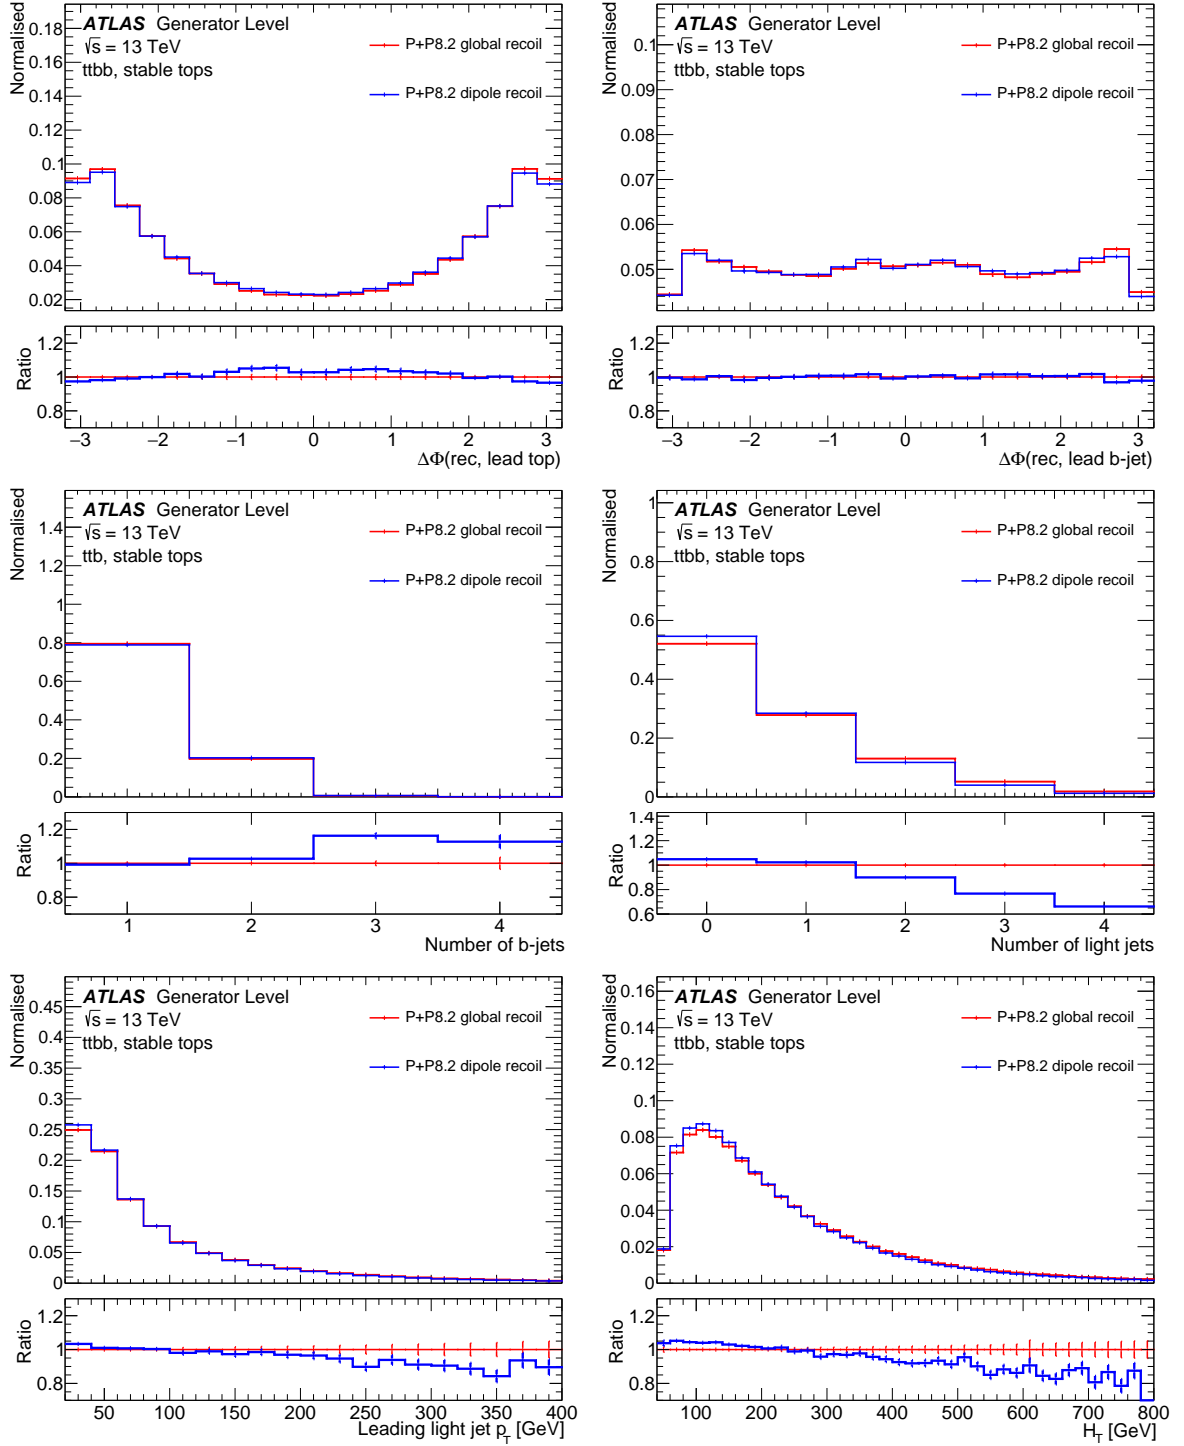 Normalised
0.18
0.16
0.14
0.12
0.1
0.08
0.06
0.04
0.02
ATLAS Generator Level
√s = 13 TeV
ttbb, stable tops
P+P8.2 global recoil
P+P8.2 dipole recoil
Ratio
1.2
1
0.8
−3 −2 −1 0 1 2 3
ΔΦ(rec, lead top)
Normalised
0.1
0.09
0.08
0.07
0.06
0.05
ATLAS Generator Level
√s = 13 TeV
ttbb, stable tops
P+P8.2 global recoil
P+P8.2 dipole recoil
Ratio
1.2
1
0.8
−3 −2 −1 0 1 2 3
ΔΦ(rec, lead b-jet)
Normalised
1.4
1.2
1
0.8
0.6
0.4
0.2
0
ATLAS Generator Level
√s = 13 TeV
ttb, stable tops
P+P8.2 global recoil
P+P8.2 dipole recoil
Ratio
1.2
1
0.8
1 2 3 4
Number of b-jets
Normalised
1
0.9
0.8
0.7
0.6
0.5
0.4
0.3
0.2
0.1
0
ATLAS Generator Level
√s = 13 TeV
ttbb, stable tops
P+P8.2 global recoil
P+P8.2 dipole recoil
Ratio
1.4
1.2
1
0.8
0.6
0 1 2 3 4
Number of light jets
Normalised
0.45
0.4
0.35
0.3
0.25
0.2
0.15
0.1
0.05
0
ATLAS Generator Level
√s = 13 TeV
ttbb, stable tops
P+P8.2 global recoil
P+P8.2 dipole recoil
Ratio
1.2
1
0.8
50 100 150 200 250 300 350 400
Leading light jet p_T [GeV]
Normalised
0.16
0.14
0.12
0.1
0.08
0.06
0.04
0.02
0
ATLAS Generator Level
√s = 13 TeV
ttbb, stable tops
P+P8.2 global recoil
P+P8.2 dipole recoil
Ratio
1.2
1
0.8
100 200 300 400 500 600 700 800
H_T [GeV]